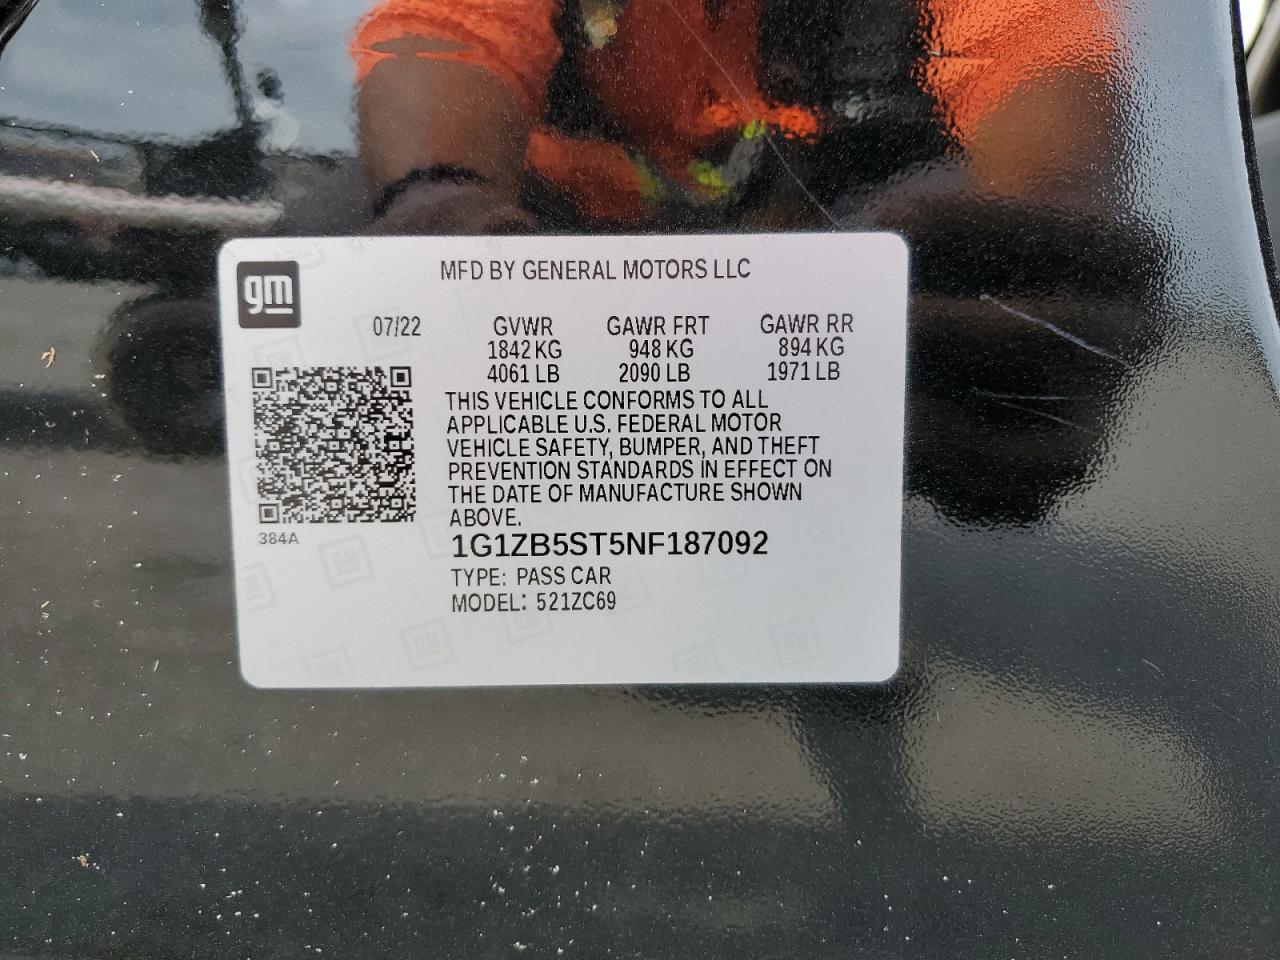 gm
MFD BY GENERAL MOTORS LLC
07/22 GVWR GAWR FRT GAWR RR
1842 KG 948 KG 894 KG
4061 LB 2090 LB 1971 LB
THIS VEHICLE CONFORMS TO ALL
APPLICABLE U.S. FEDERAL MOTOR
VEHICLE SAFETY, BUMPER, AND THEFT
PREVENTION STANDARDS IN EFFECT ON
THE DATE OF MANUFACTURE SHOWN
ABOVE.
384A
1G1ZB5ST5NF187092
TYPE: PASS CAR
MODEL: 521ZC69